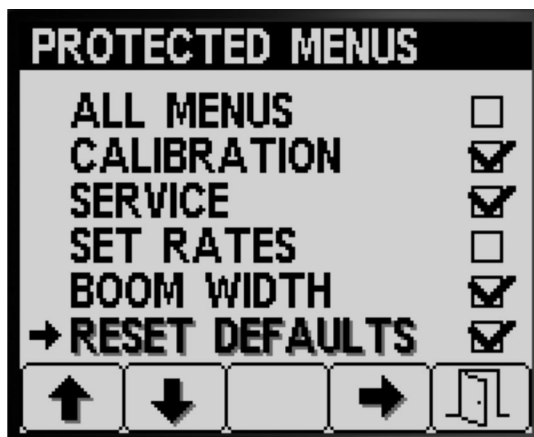 PROTECTED MENUS
ALL MENUS
CALIBRATION
SERVICE
SET RATES
BOOM WIDTH
RESET DEFAULTS